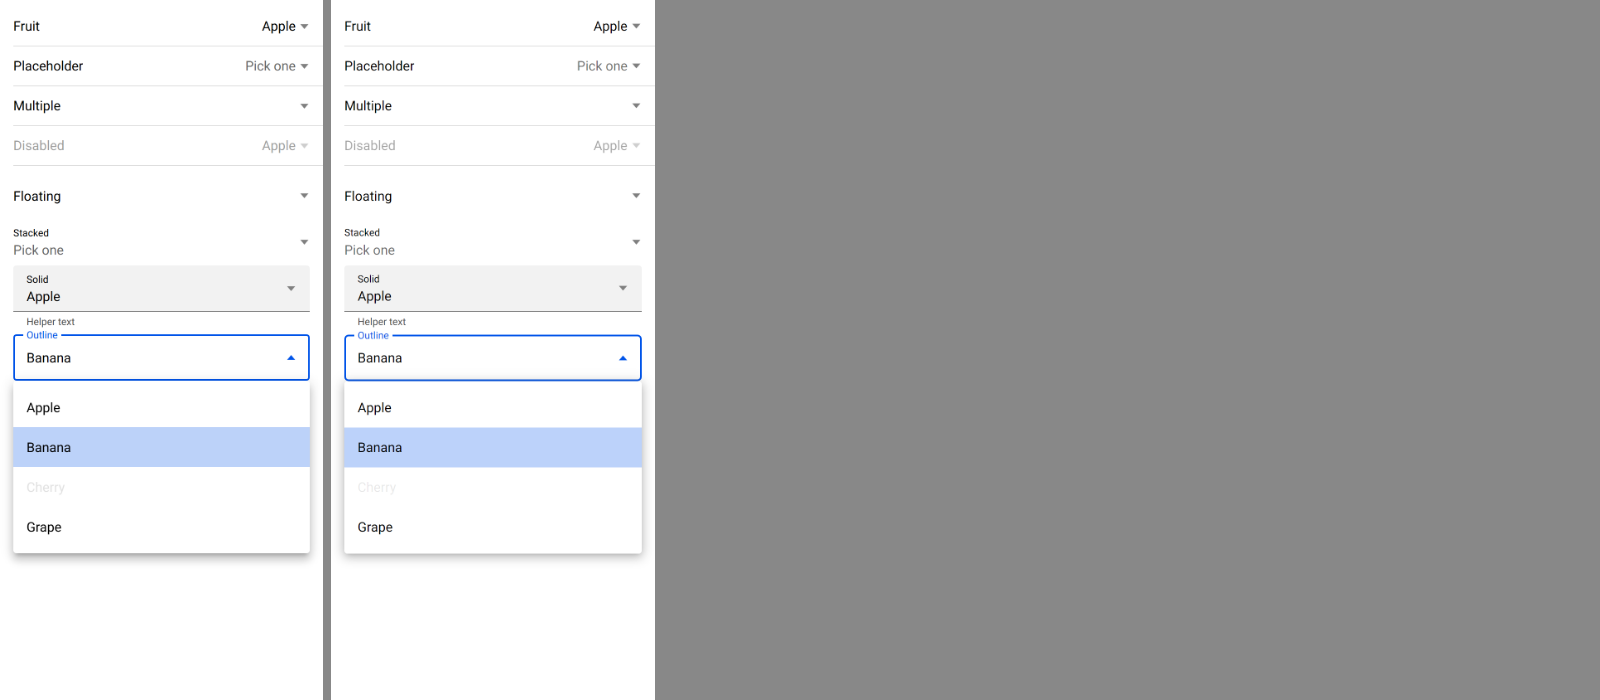 Fruit Apple
Placeholder Pick one
Multiple
Disabled Apple
Floating
Stacked
Pick one
Solid
Apple
Helper text
Outline
Banana
Apple
Banana
Cherry
Grape
Fruit Apple
Placeholder Pick one
Multiple
Disabled Apple
Floating
Stacked
Pick one
Solid
Apple
Helper text
Outline
Banana
Apple
Banana
Cherry
Grape